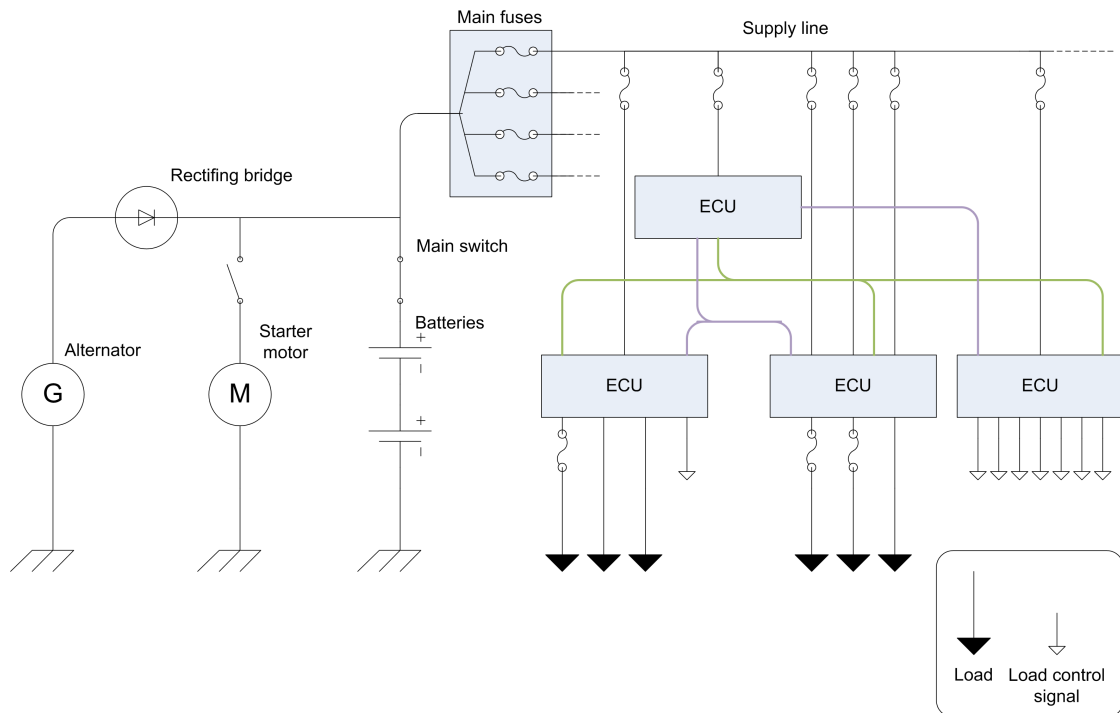 Main fuses
Supply line
Rectifing bridge
ECU
Main switch
Batteries
+
Starter
motor
Alternator
–
ECU
ECU
ECU
G
M
+
–
Load
Load control
signal